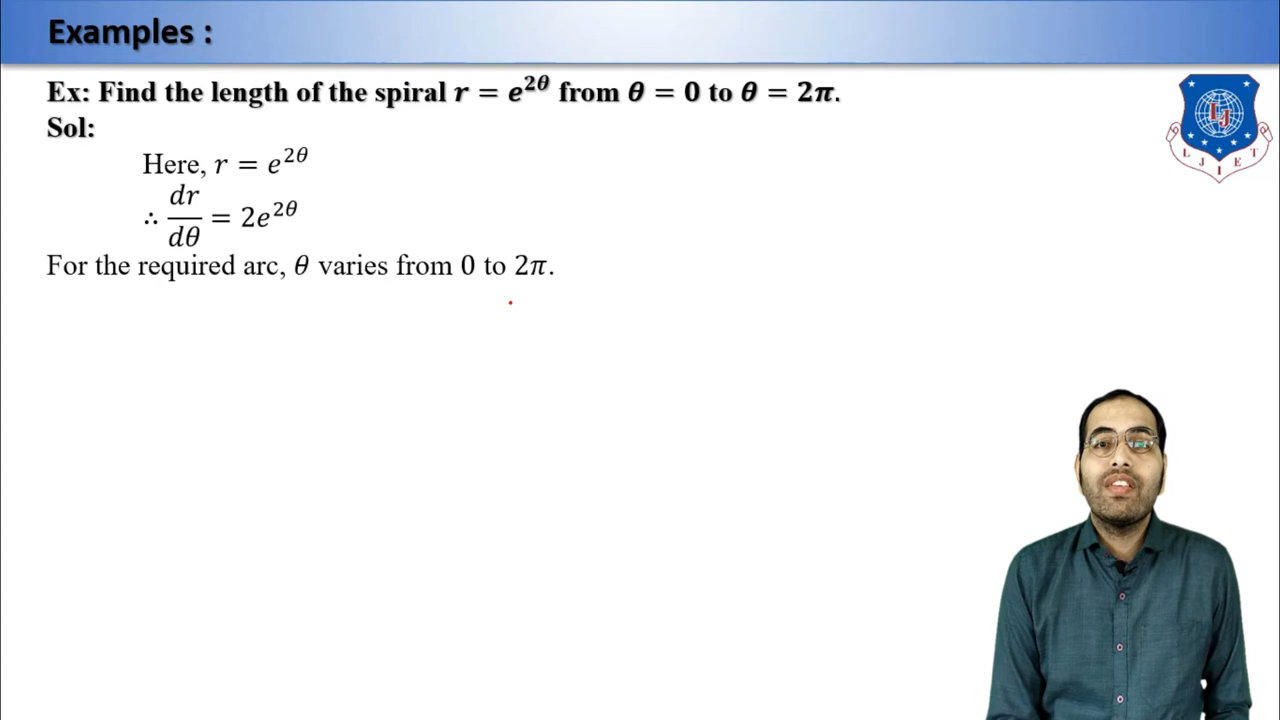 Examples :
Ex: Find the length of the spiral r = e^{2θ} from θ = 0 to θ = 2π.
Sol:
Here, r = e^{2θ}
∴ dr/dθ = 2e^{2θ}
For the required arc, θ varies from 0 to 2π.
LJ
L J I E T